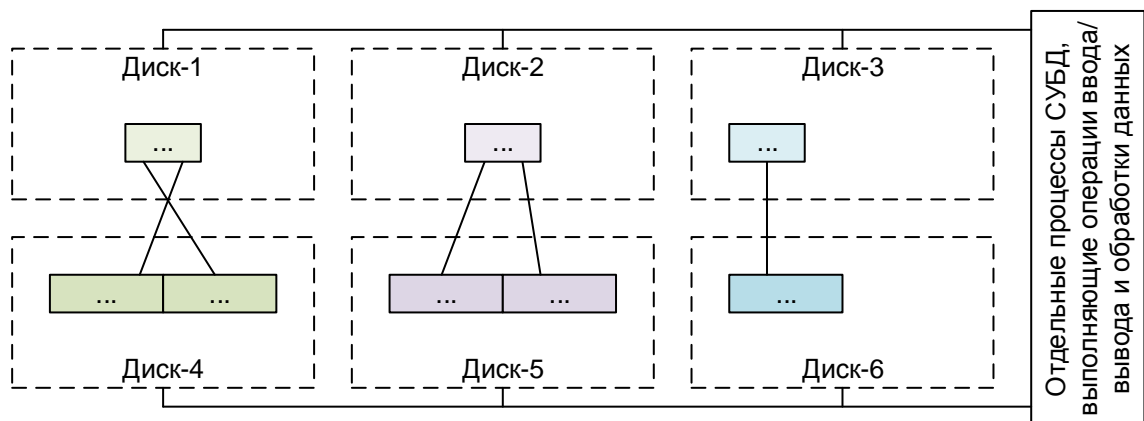 Диск-1
Диск-2
Диск-3
...
...
...
... ...
... ...
...
Диск-4
Диск-5
Диск-6
Отдельные процессы СУБД,
выполняющие операции ввода/
вывода и обработки данных